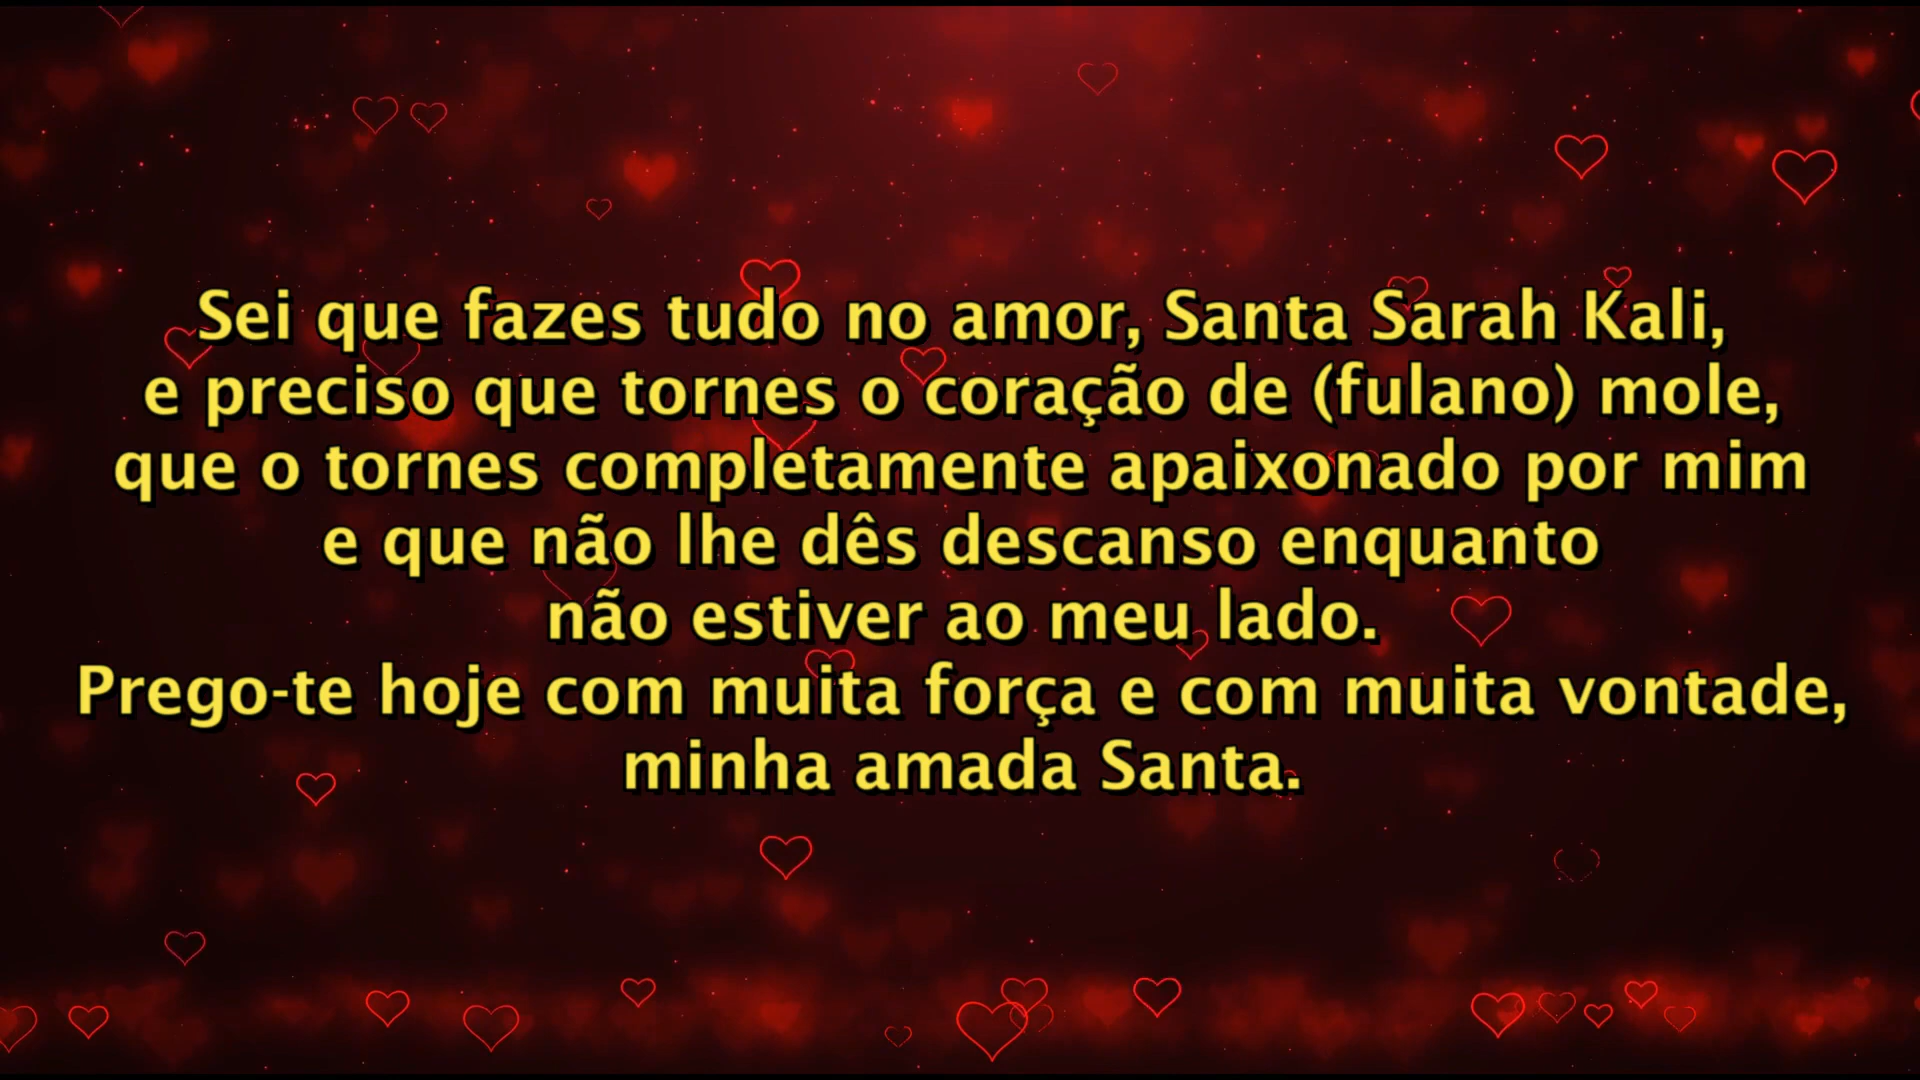 Sei que fazes tudo no amor, Santa Sarah Kali,
e preciso que tornes o coração de (fulano) mole,
que o tornes completamente apaixonado por mim
e que não lhe dês descanso enquanto
não estiver ao meu lado.
Prego-te hoje com muita força e com muita vontade,
minha amada Santa.